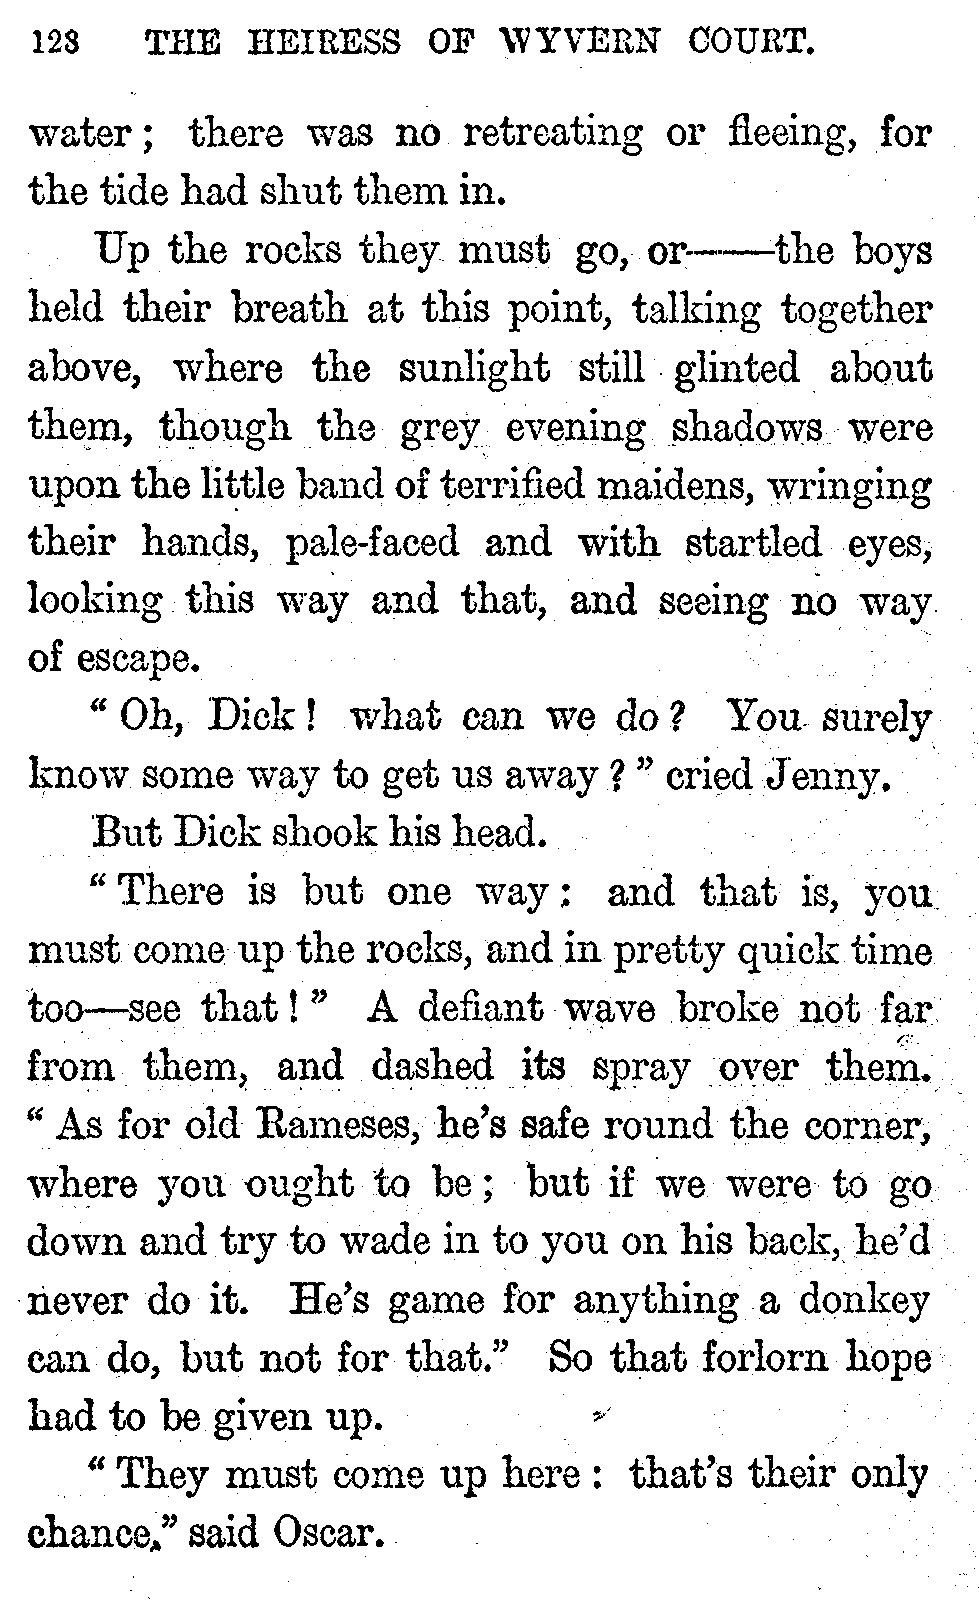 128 THE HEIRESS OF WYVERN COURT.
water; there was no retreating or fleeing, for
the tide had shut them in.
Up the rocks they must go, or——the boys
held their breath at this point, talking together
above, where the sunlight still glinted about
them, though the grey evening shadows were
upon the little band of terrified maidens, wringing
their hands, pale-faced and with startled eyes,
looking this way and that, and seeing no way
of escape.
“Oh, Dick! what can we do? You surely
know some way to get us away?” cried Jenny.
But Dick shook his head.
“There is but one way: and that is, you
must come up the rocks, and in pretty quick time
too—see that!” A defiant wave broke not far
from them, and dashed its spray over them.
“As for old Rameses, he’s safe round the corner,
where you ought to be; but if we were to go
down and try to wade in to you on his back, he’d
never do it. He’s game for anything a donkey
can do, but not for that.” So that forlorn hope
had to be given up.
“They must come up here: that’s their only
chance,” said Oscar.